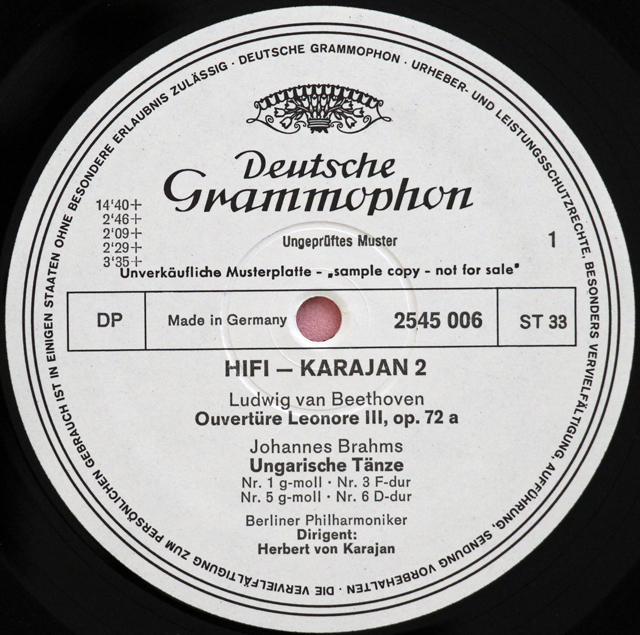 DEUTSCHE GRAMMOPHON · URHEBER- UND LEISTUNGSSCHUTZRECHTE, BESONDERS VERVIELFÄLTIGUNG, AUFFÜHRUNG, SENDUNG VORBEHALTEN · DIE VERVIELFÄLTIGUNG ZUM PERSÖNLICHEN GEBRAUCH IST IN EINIGEN STAATEN OHNE BESONDERE ERLAUBNIS ZULÄSSIG ·
Deutsche
Grammophon
14'40+
2'46+
2'09+
2'29+
3'35+
Ungeprüftes Muster
1
Unverkäufliche Musterplatte - „sample copy - not for sale"
DP Made in Germany 2545 006 ST 33
HIFI – KARAJAN 2
Ludwig van Beethoven
Ouvertüre Leonore III, op. 72 a
Johannes Brahms
Ungarische Tänze
Nr. 1 g-moll · Nr. 3 F-dur
Nr. 5 g-moll · Nr. 6 D-dur
Berliner Philharmoniker
Dirigent:
Herbert von Karajan